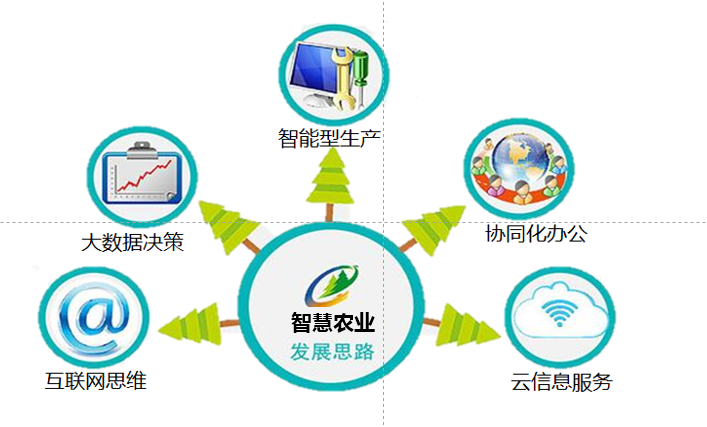 智能型生产
大数据决策
协同化办公
互联网思维
智慧农业
发展思路
云信息服务